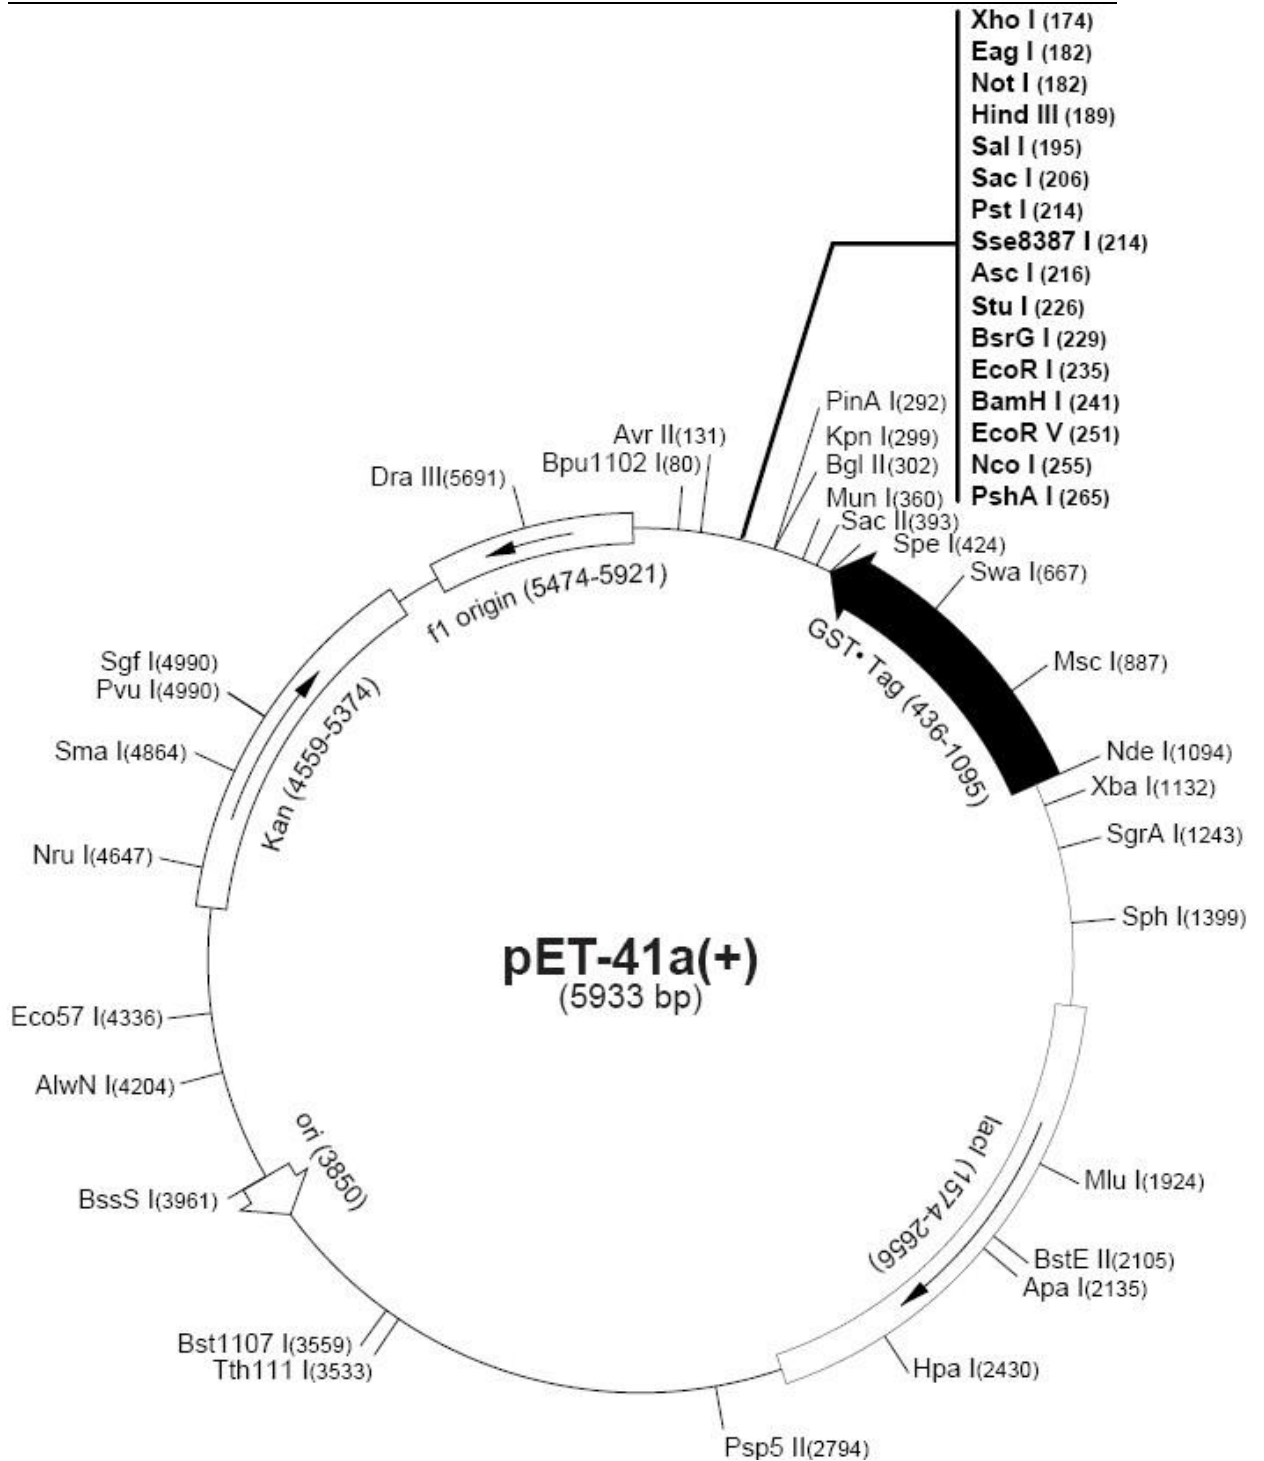 Xho I (174)
Eag I (182)
Not I (182)
Hind III (189)
Sal I (195)
Sac I (206)
Pst I (214)
Sse8387 I (214)
Asc I (216)
Stu I (226)
BsrG I (229)
EcoR I (235)
BamH I (241)
EcoR V (251)
Nco I (255)
PshA I (265)
PinA I(292)
Kpn I(299)
Bgl II(302)
Mun I(360)
Sac II(393)
Spe I(424)
Swa I(667)
Msc I(887)
Nde I(1094)
Xba I(1132)
SgrA I(1243)
Sph I(1399)
Mlu I(1924)
BstE II(2105)
Apa I(2135)
Hpa I(2430)
Psp5 II(2794)
Tth111 I(3533)
Bst1107 I(3559)
BssS I(3961)
AlwN I(4204)
Eco57 I(4336)
Nru I(4647)
Sma I(4864)
Pvu I(4990)
Sgf I(4990)
Dra III(5691)
Bpu1102 I(80)
Avr II(131)
f1 origin (5474-5921)
GST• Tag (436-1095)
Kan (4559-5374)
lacI (1574-2656)
ori (3850)
pET-41a(+)
(5933 bp)